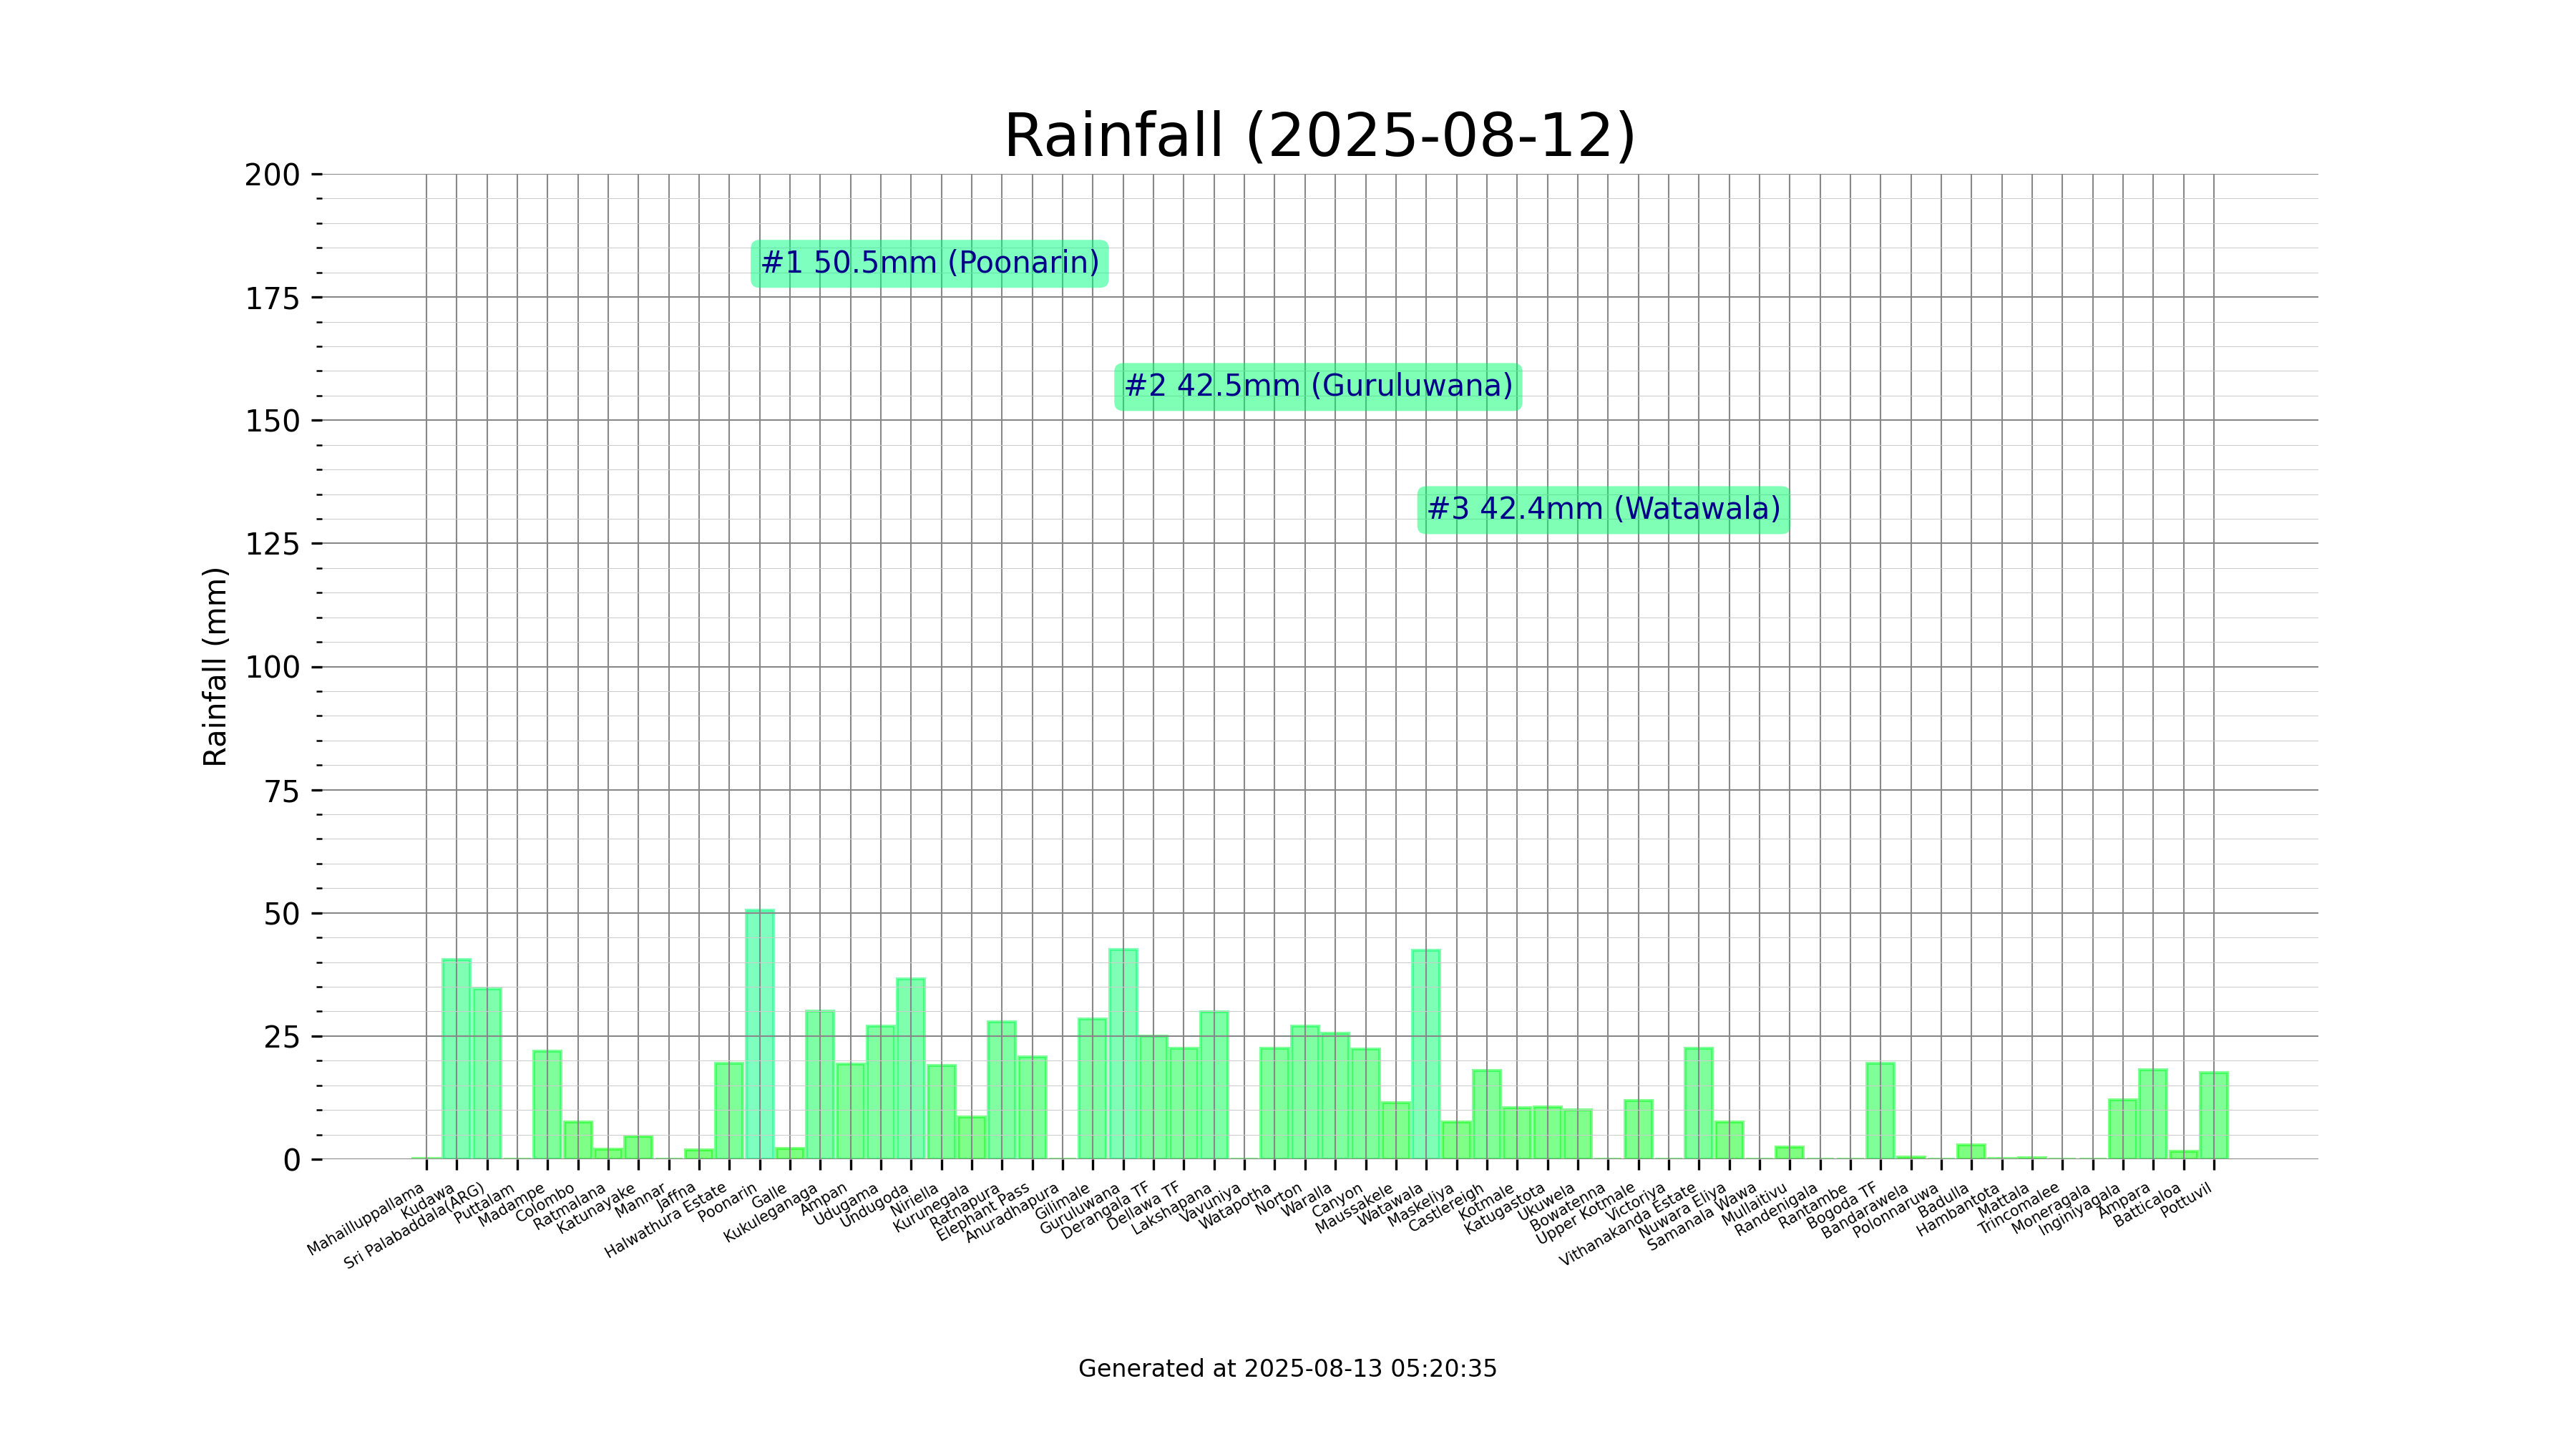 Rainfall (2025-08-12)
200
175
150
125
100
75
50
25
0
Rainfall (mm)
#1 50.5mm (Poonarin)
#2 42.5mm (Guruluwana)
#3 42.4mm (Watawala)
Mahailluppallama
Kudawa
Sri Palabaddala(ARG)
Puttalam
Madampe
Colombo
Ratmalana
Katunayake
Mannar
Jaffna
Halwathura Estate
Poonarin
Galle
Kukuleganaga
Ampan
Udugama
Undugoda
Niriella
Kurunegala
Ratnapura
Elephant Pass
Anuradhapura
Gilimale
Guruluwana
Derangala TF
Dellawa TF
Lakshapana
Vavuniya
Watapotha
Norton
Waralla
Canyon
Maussakele
Watawala
Maskeliya
Castlereigh
Kotmale
Katugastota
Ukuwela
Bowatenna
Upper Kotmale
Victoriya
Vithanakanda Estate
Nuwara Eliya
Samanala Wawa
Mullaitivu
Randenigala
Rantambe
Bogoda TF
Bandarawela
Polonnaruwa
Badulla
Hambantota
Mattala
Trincomalee
Moneragala
Inginiyagala
Ampara
Batticaloa
Pottuvil
Generated at 2025-08-13 05:20:35